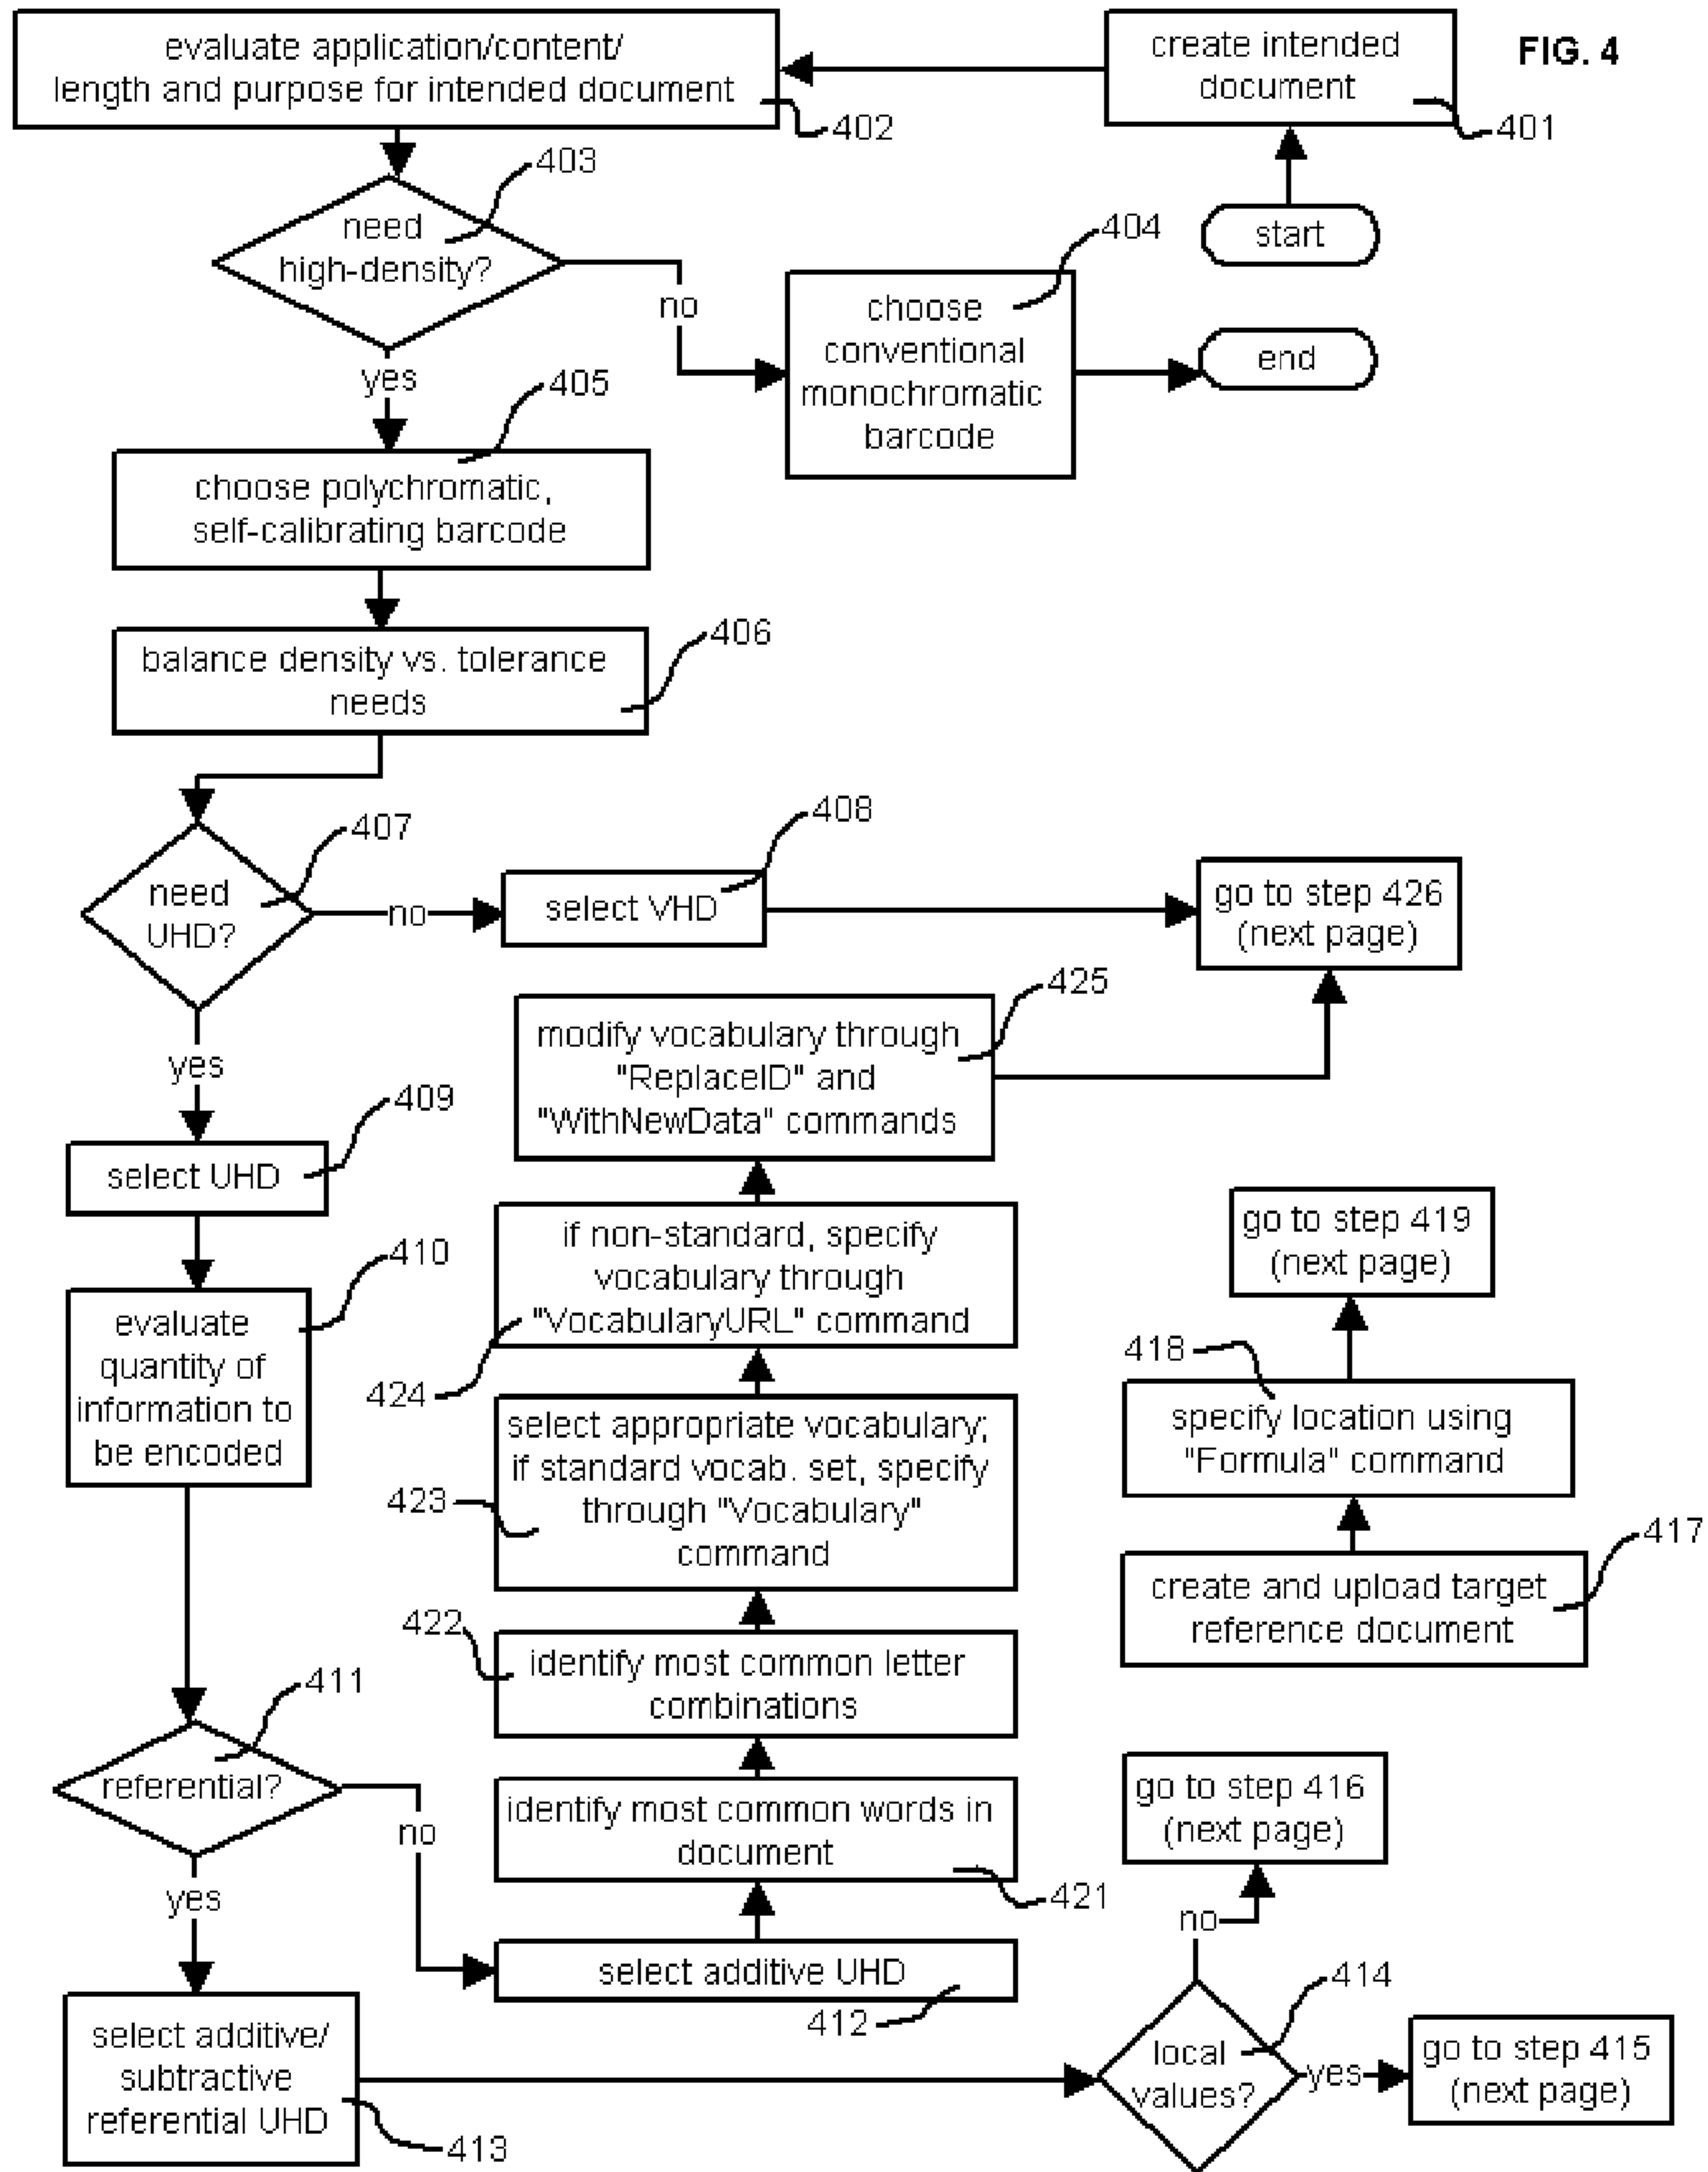 evaluate application/content/
length and purpose for intended document
402
create intended
document
401
FIG. 4
start
403
need
high-density?
no
yes
404
choose
conventional
monochromatic
barcode
end
405
choose polychromatic,
self-calibrating barcode
406
balance density vs. tolerance
needs
407
need
UHD?
no
yes
408
select VHD
go to step 426
(next page)
425
modify vocabulary through
"ReplaceID" and
"WithNewData" commands
409
select UHD
410
evaluate
quantity of
information to
be encoded
if non-standard, specify
vocabulary through
"VocabularyURL" command
424
go to step 419
(next page)
418
specify location using
"Formula" command
select appropriate vocabulary;
if standard vocab. set, specify
through "Vocabulary"
command
423
417
create and upload target
reference document
422
identify most common letter
combinations
411
referential?
no
yes
identify most common words in
document
421
go to step 416
(next page)
no
select additive UHD
412
414
local
values?
yes
go to step 415
(next page)
select additive/
subtractive
referential UHD
413